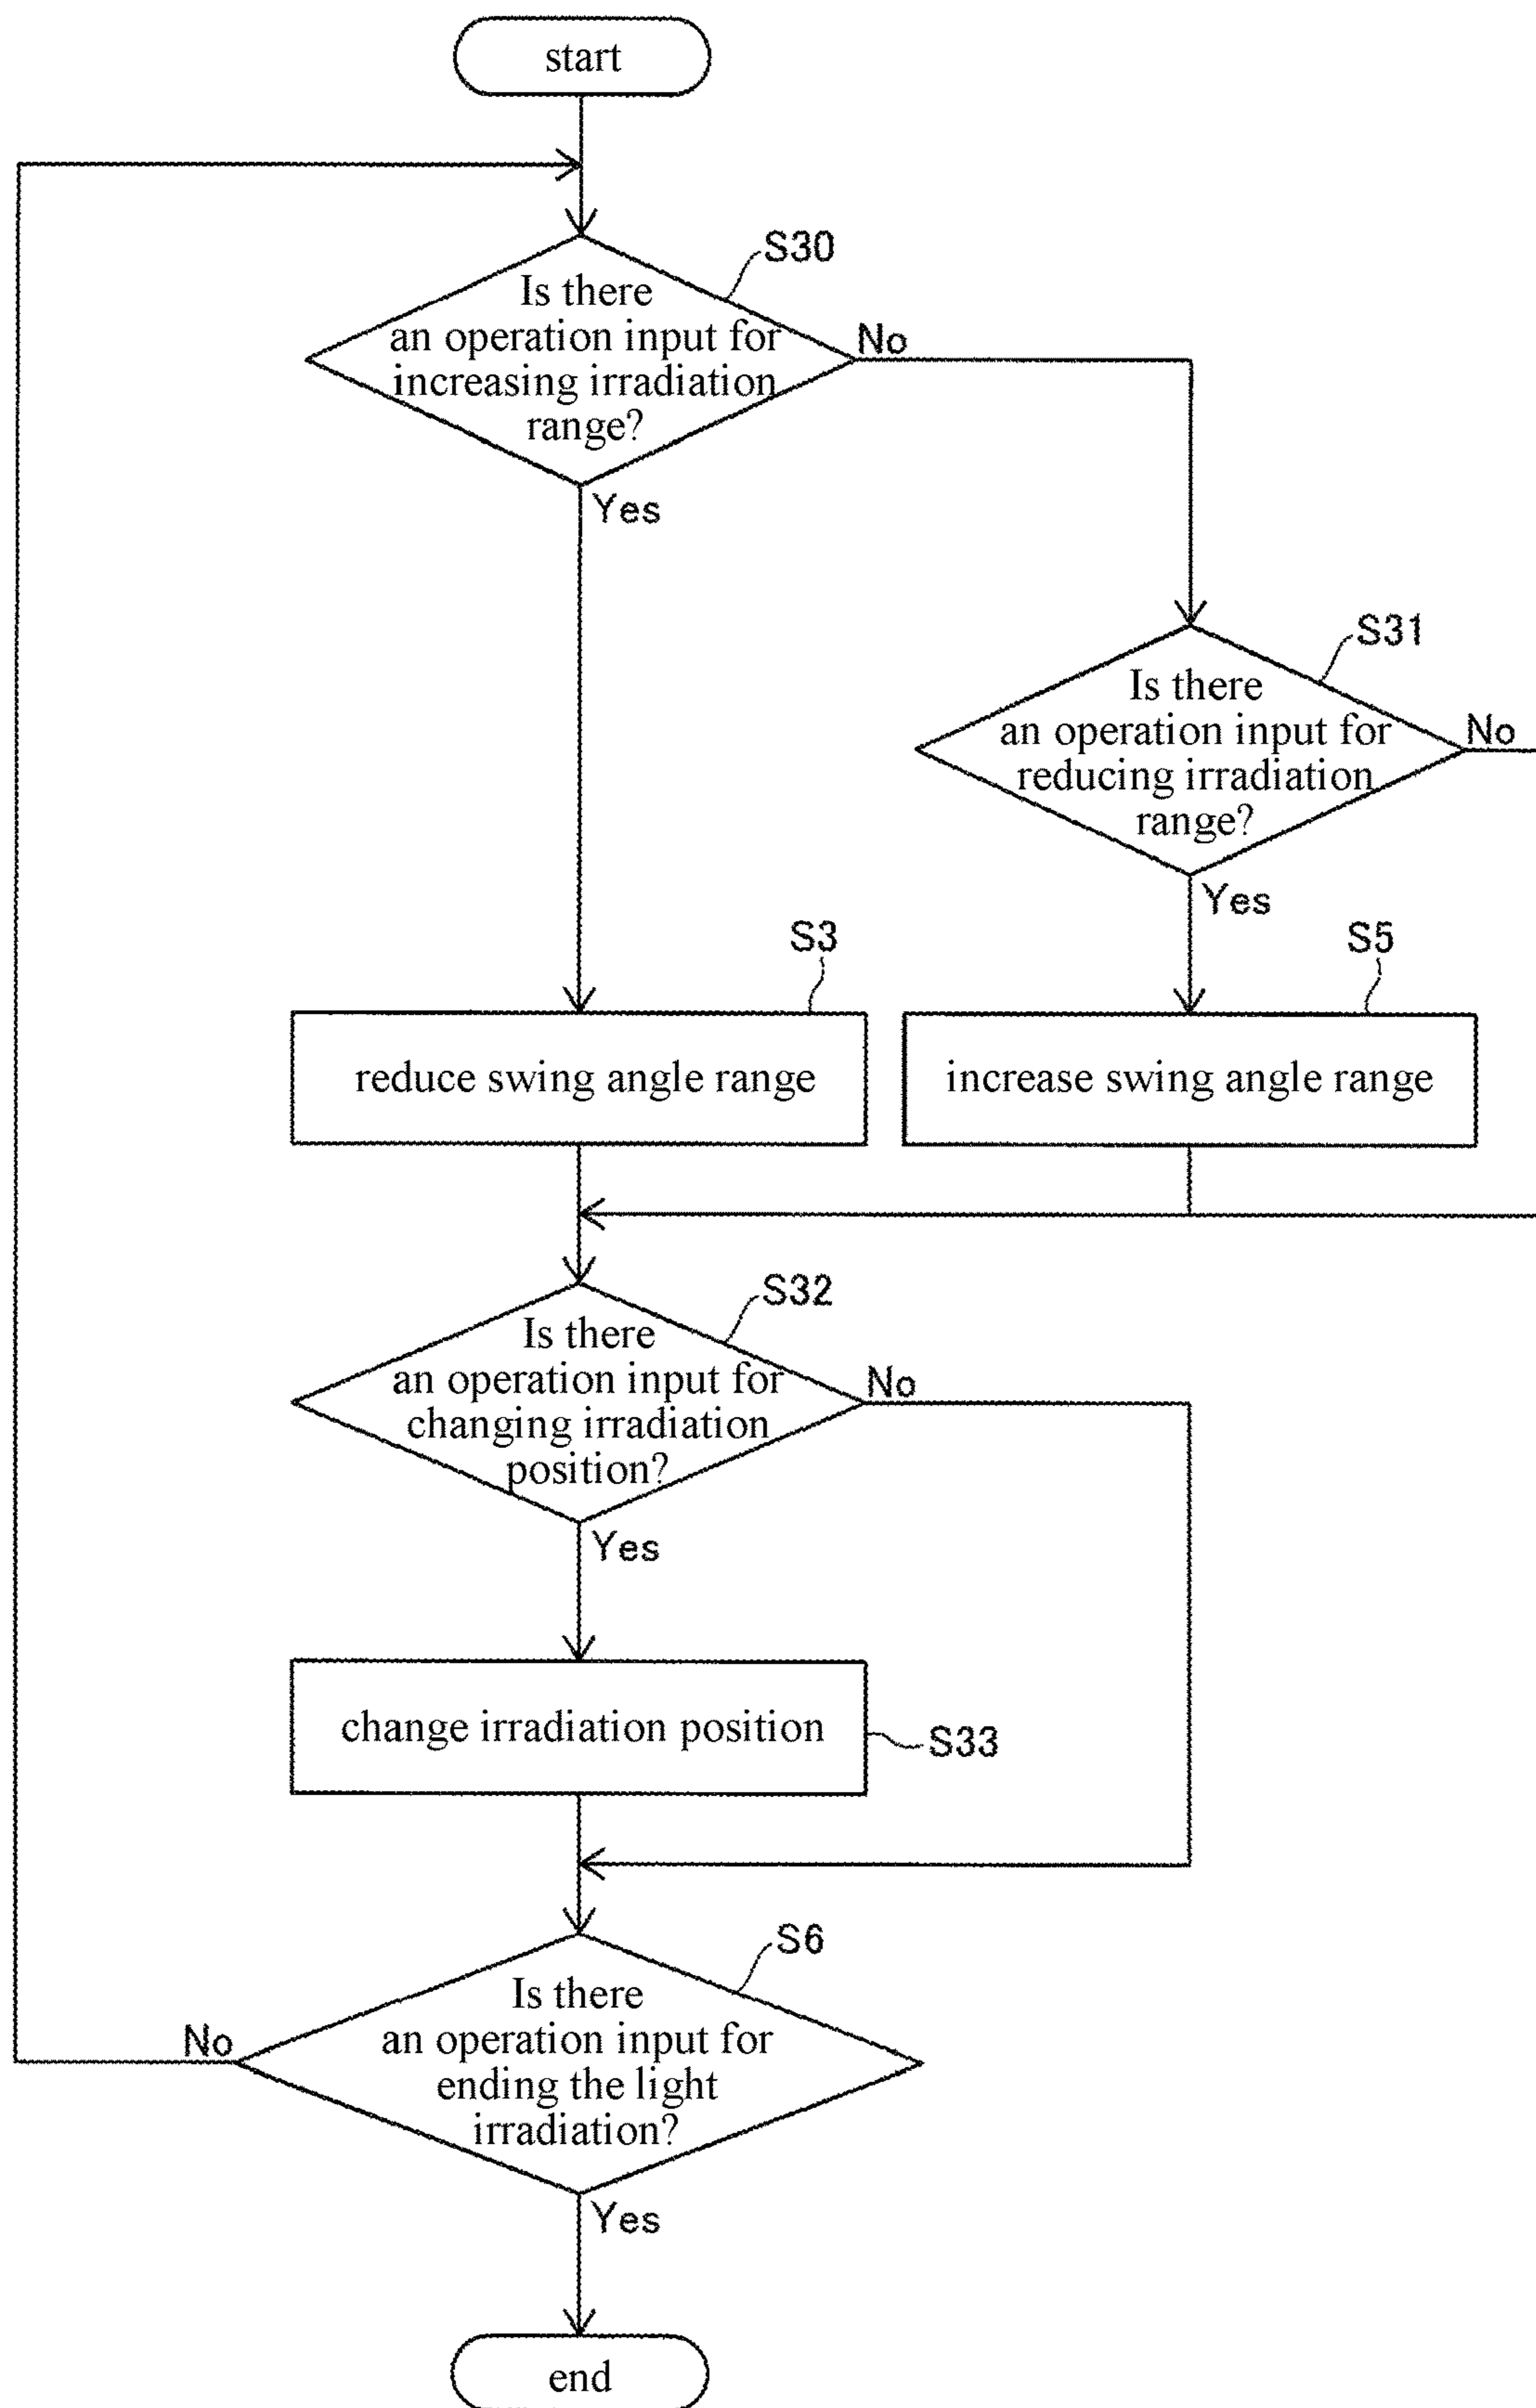 start
S30
Is there
an operation input for
increasing irradiation
range?
No
Yes
S31
Is there
an operation input for
reducing irradiation
range?
No
Yes
S3
reduce swing angle range
S5
increase swing angle range
S32
Is there
an operation input for
changing irradiation
position?
No
Yes
change irradiation position
S33
S6
Is there
an operation input for
ending the light
irradiation?
No
Yes
end